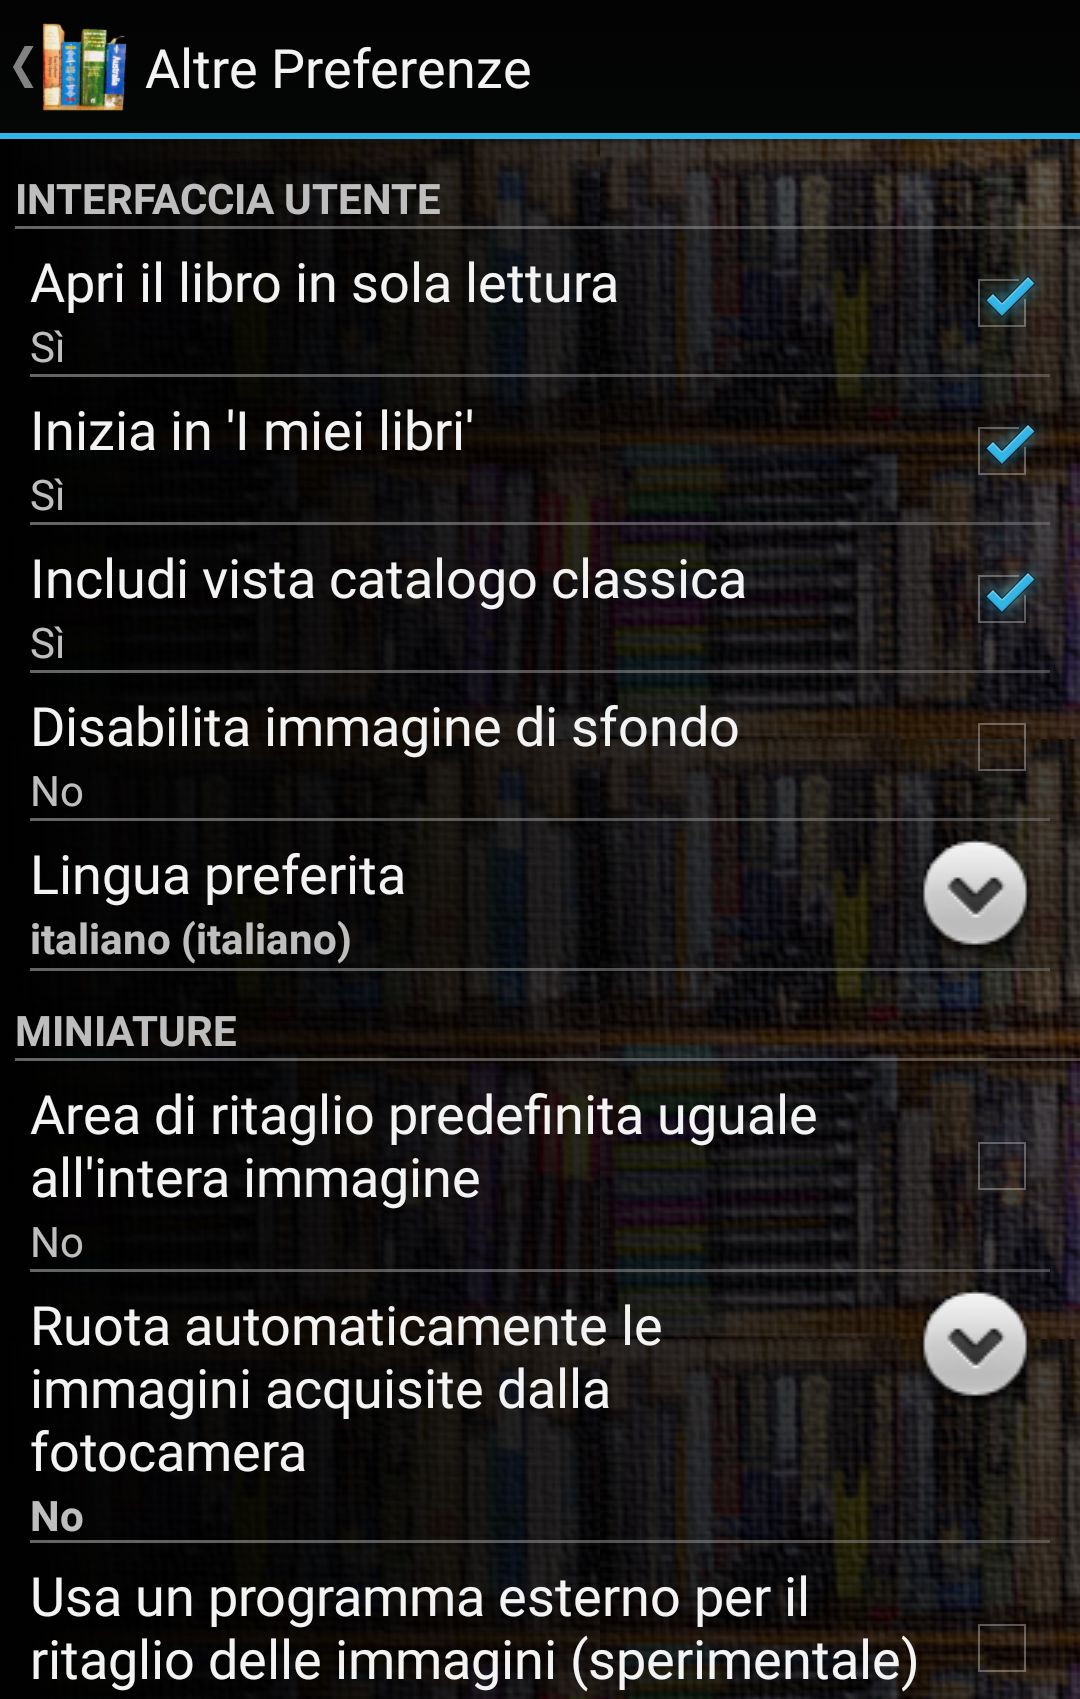 Altre Preferenze
INTERFACCIA UTENTE
Apri il libro in sola lettura
Sì
Inizia in 'I miei libri'
Sì
Includi vista catalogo classica
Sì
Disabilita immagine di sfondo
No
Lingua preferita
italiano (italiano)
MINIATURE
Area di ritaglio predefinita uguale
all'intera immagine
No
Ruota automaticamente le
immagini acquisite dalla
fotocamera
No
Usa un programma esterno per il
ritaglio delle immagini (sperimentale)